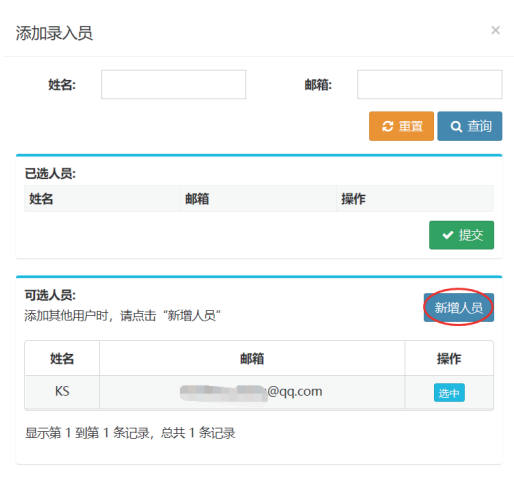 添加录入员 ×
姓名: 邮箱:
重置 查询
已选人员:
姓名 邮箱 操作
提交
可选人员:
添加其他用户时，请点击“新增人员”
新增人员
姓名 邮箱 操作
KS @qq.com 选中
显示第 1 到第 1 条记录，总共 1 条记录